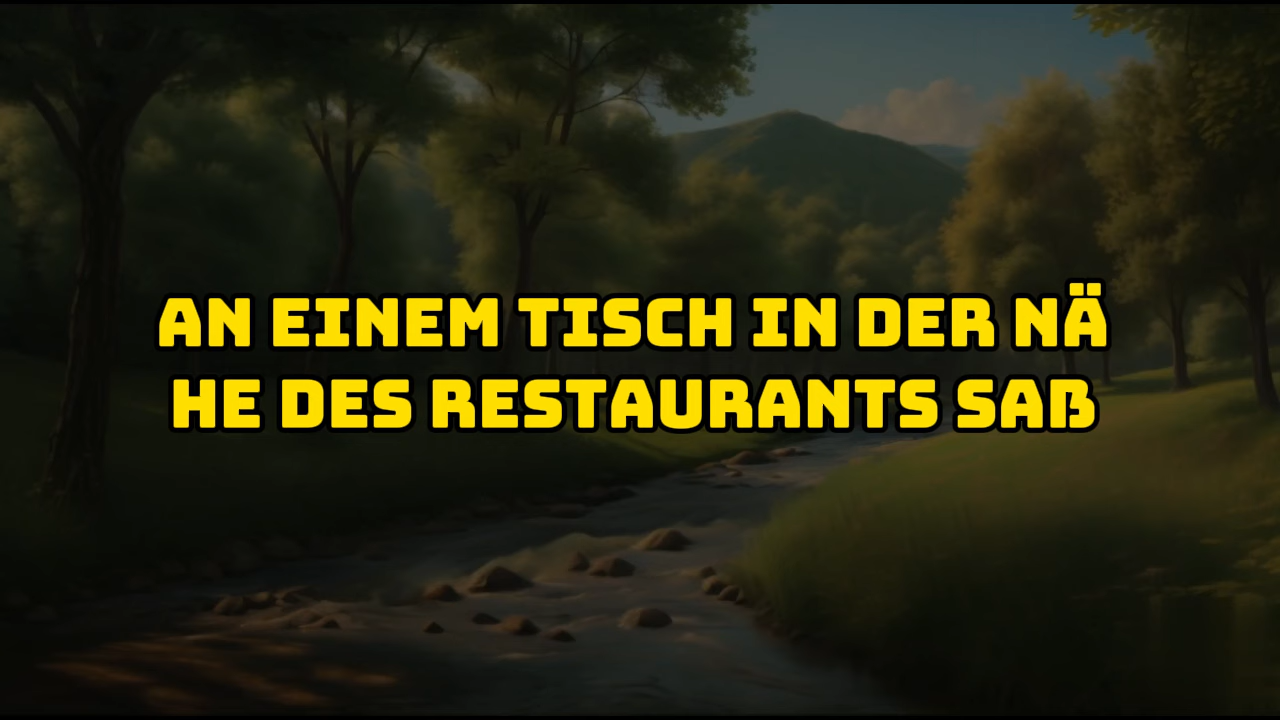 AN EINEM TISCH IN DER NÄ
HE DES RESTAURANTS SAß